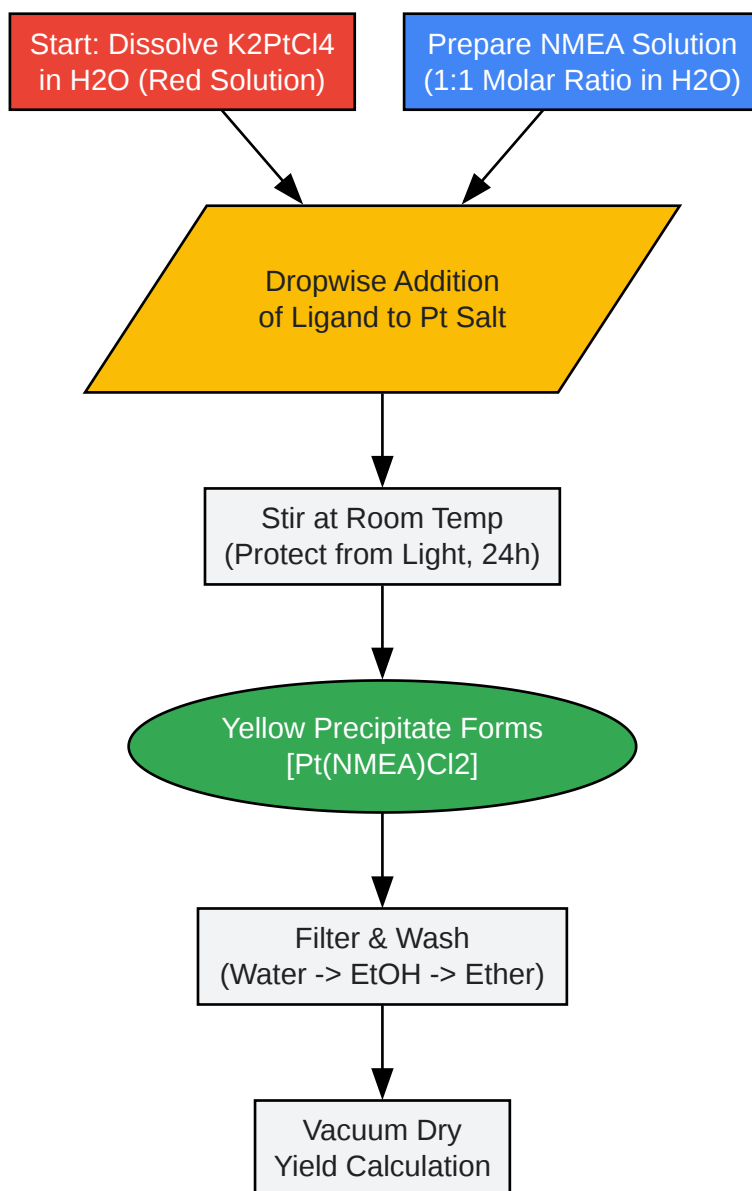 Start: Dissolve K2PtCl4
in H2O (Red Solution)
Prepare NMEA Solution
(1:1 Molar Ratio in H2O)
Dropwise Addition
of Ligand to Pt Salt
Stir at Room Temp
(Protect from Light, 24h)
Yellow Precipitate Forms
[Pt(NMEA)Cl2]
Filter & Wash
(Water -> EtOH -> Ether)
Vacuum Dry
Yield Calculation